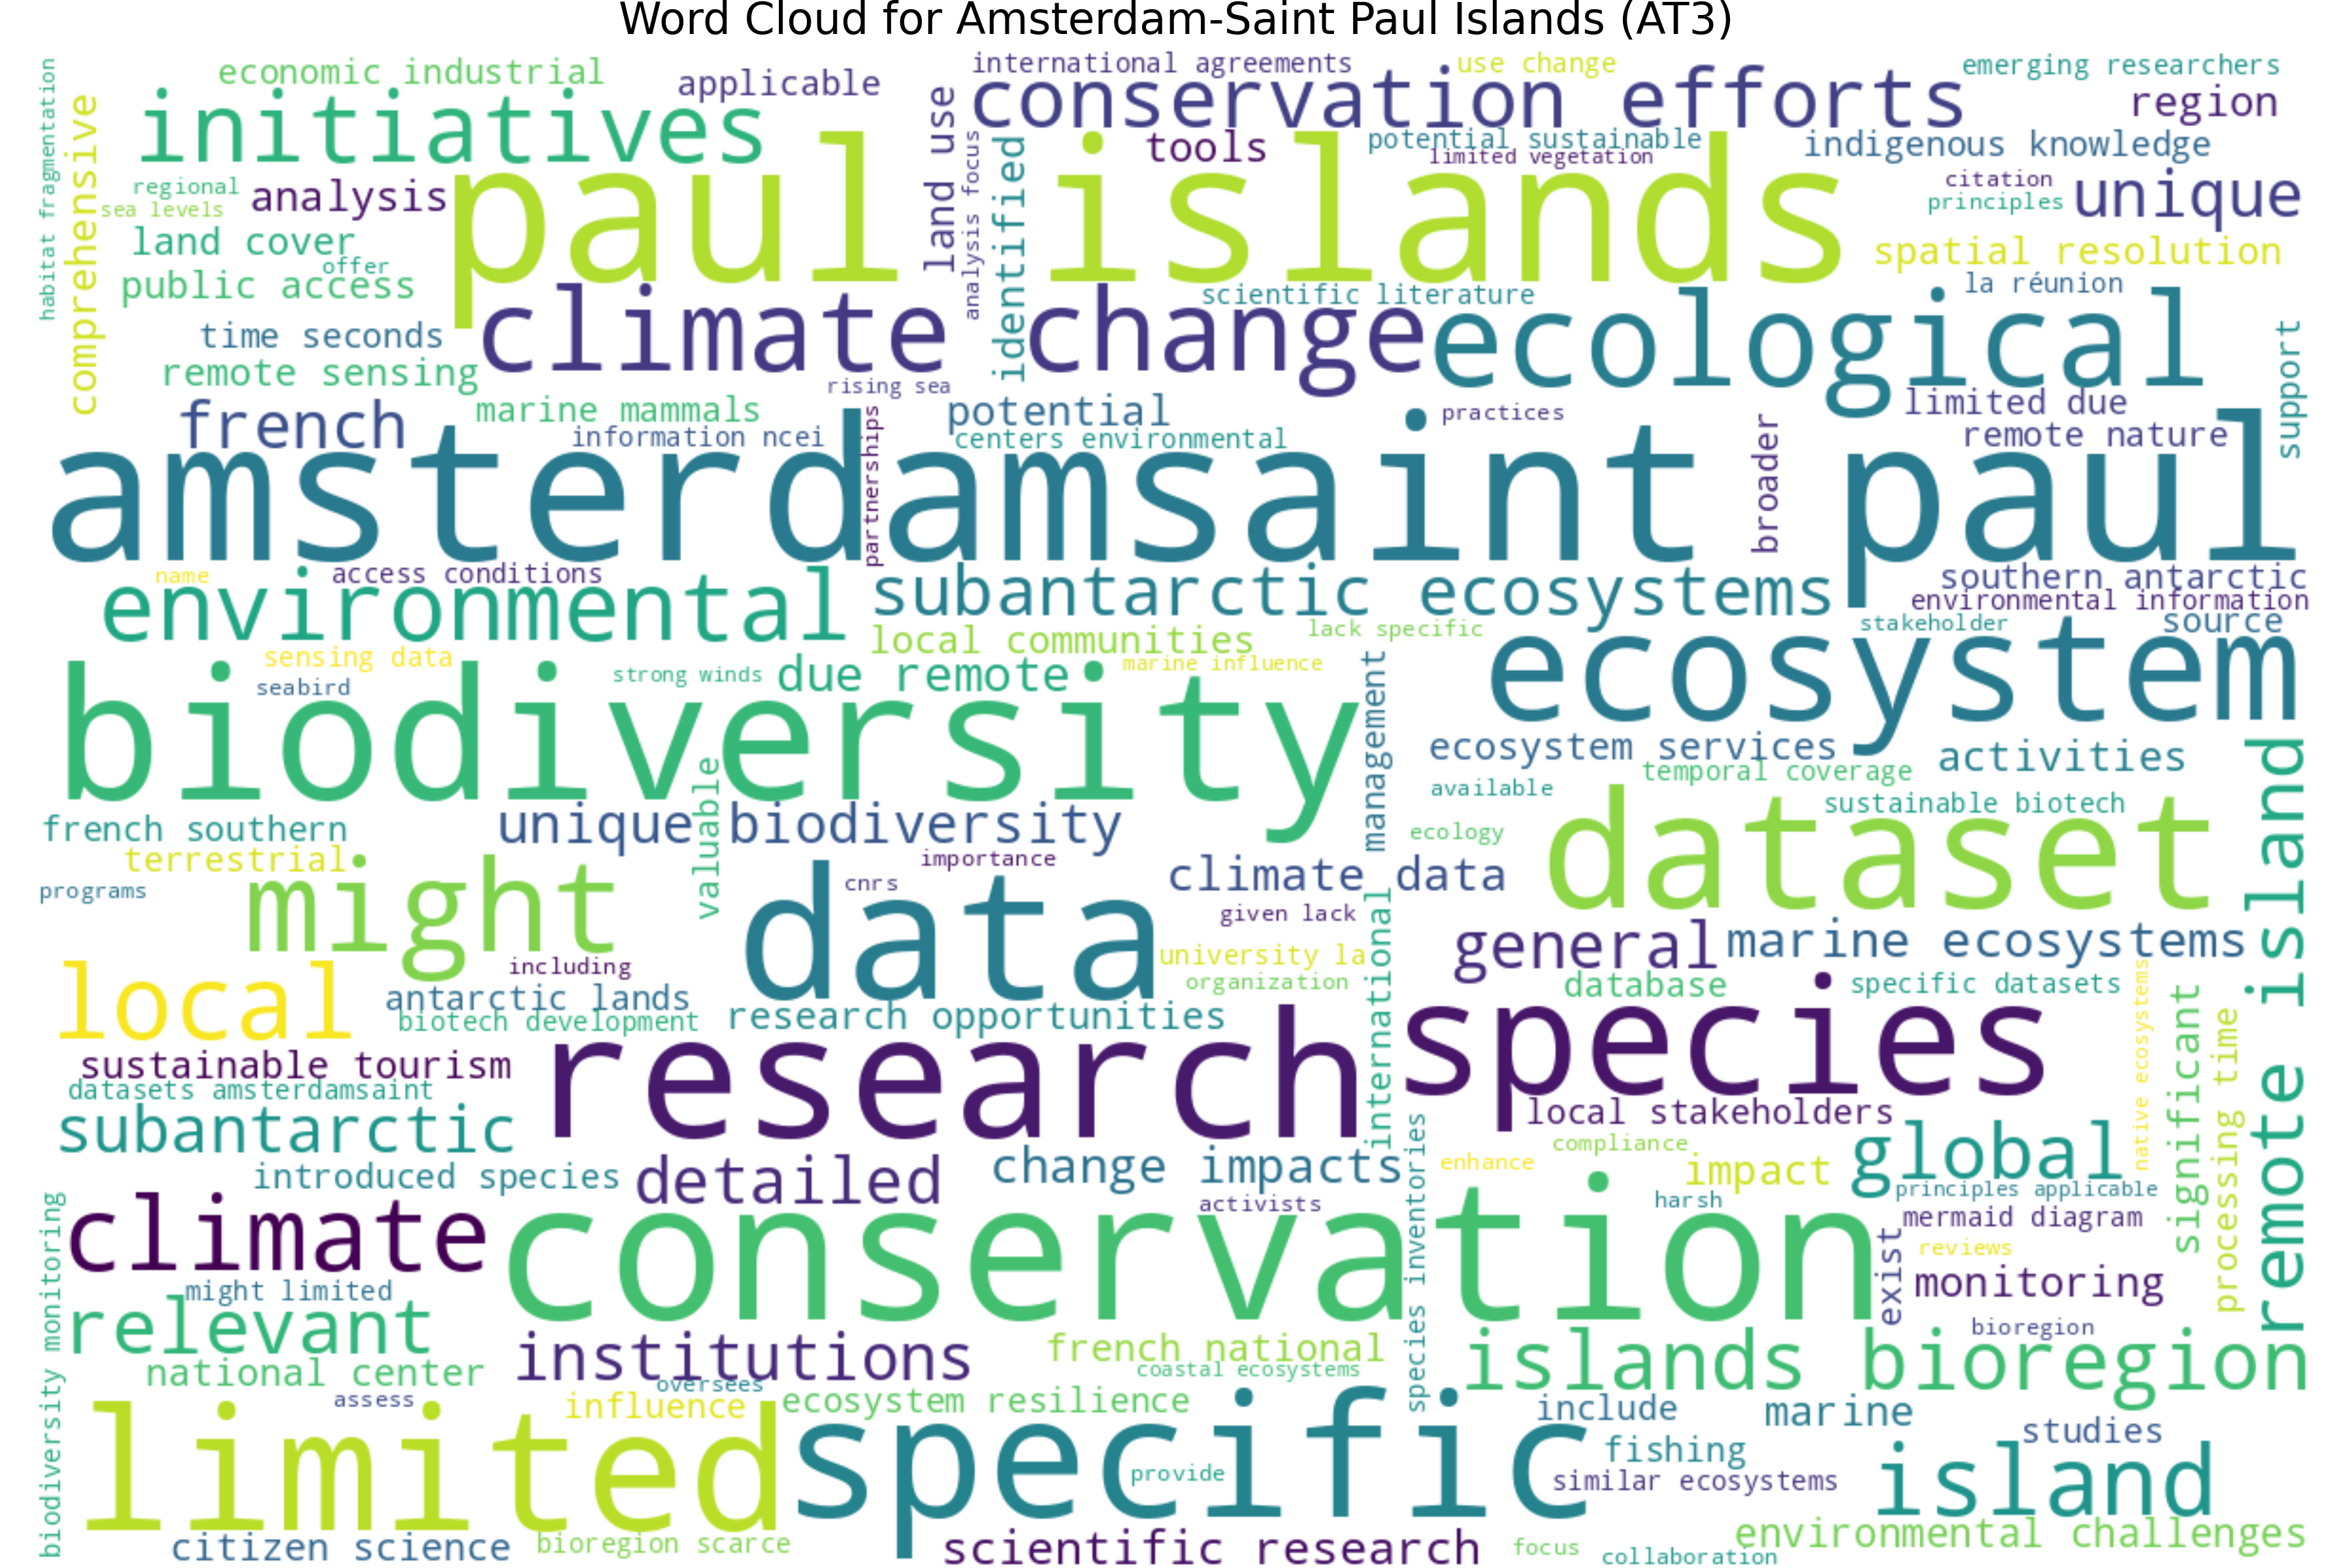 Word Cloud for Amsterdam-Saint Paul Islands (AT3)
habitat fragmentation
comprehensive
economic industrial
applicable
international agreements
use change
emerging researchers
initiatives
land use
conservation efforts
region
tools
potential sustainable
limited vegetation
indigenous knowledge
regional
sea levels
analysis
paul islands
analysis focus
identified
citation
principles
unique
land cover
offer
public access
spatial resolution
la réunion
scientific literature
time seconds
climate change
ecological
support
remote sensing
rising sea
french
marine mammals
information ncei
partnerships
potential
centers environmental
practices
broader
limited due
remote nature
amsterdamsaint paul
name
access conditions
environmental
subantarctic ecosystems
southern antarctic
environmental information
stakeholder
source
local communities
lack specific
sensing data
seabird
strong winds
due remote
marine influence
management
ecosystem
biodiversity
ecosystem services
activities
temporal coverage
available
sustainable biotech
valuable
french southern
unique biodiversity
ecology
dataset
remote island
terrestrial
importance
programs
might
cnrs
climate data
data
given lack
international
general
marine ecosystems
university la
including
organization
database
specific datasets
native ecosystems
local
antarctic lands
biotech development
research opportunities
species
significant
processing time
sustainable tourism
datasets amsterdamsaint
research
local stakeholders
subantarctic
species inventories
compliance
global
introduced species
detailed
change impacts
enhance
impact
activists
harsh
principles applicable
biodiversity monitoring
climate
conservation
mermaid diagram
exist
reviews
monitoring
might limited
relevant
bioregion
institutions
french national
islands bioregion
national center
coastal ecosystems
oversees
assess
influence
ecosystem resilience
include
marine
limited
specific
studies
fishing
provide
similar ecosystems
island
citizen science
bioregion scarce
scientific research
focus
collaboration
environmental challenges